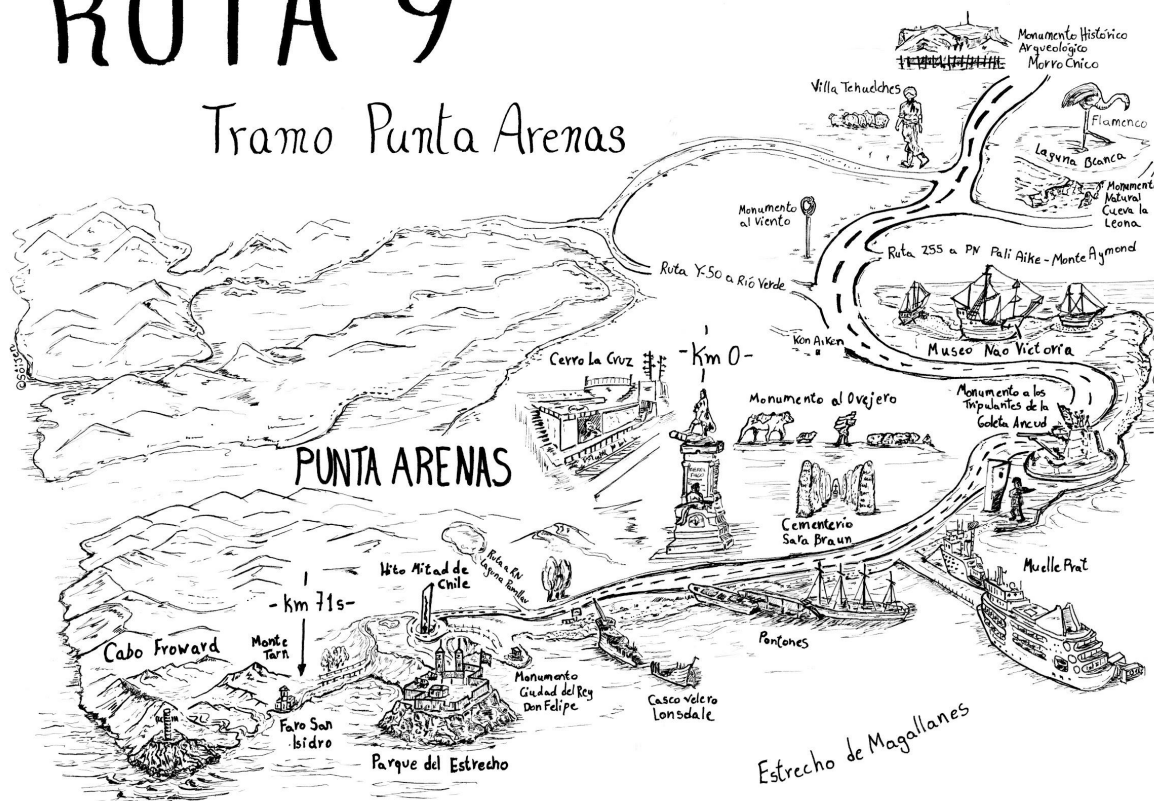 RUTA 9
Tramo Punta Arenas
Monumento Histórico
Arqueológico
Morro Chico
Villa Tehuelches
Flamenco
Laguna Blanca
Monument
Natural
Cueva la
Leona
Monumento
al Viento
Ruta 255 a PN Pali Aike - Monte Aymond
Ruta Y-50 a Río Verde
Kon Aiken
Museo Nao Victoria
Cerro La Cruz
-Km 0-
Monumento al Ovejero
Monumento a los
Tripulantes de la
Goleta Ancud
PUNTA ARENAS
Cementerio
Sara Braun
Ruta a RN
Laguna Parrillar
Hito Mitad de
Chile
Muelle Prat
-Km 71s-
Pontones
Cabo Froward
Monte
Tarn
Monumento
Ciudad del Rey
Don Felipe
Casco velero
Lonsdale
Faro San
Isidro
Parque del Estrecho
Estrecho de Magallanes